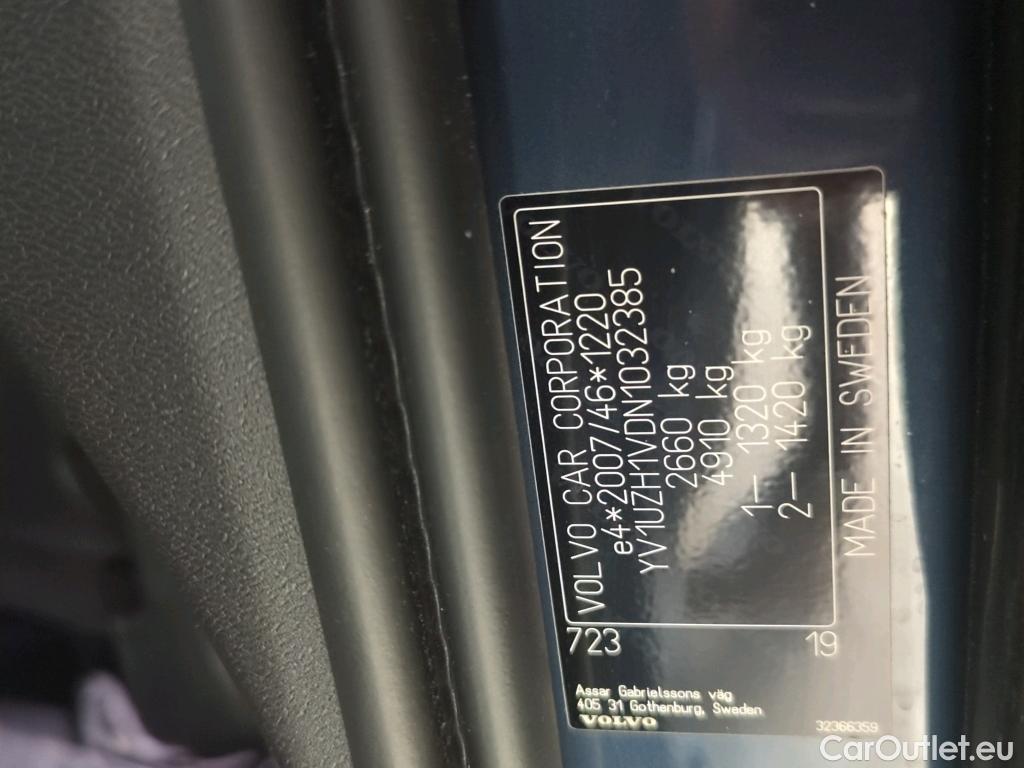 VOLVO CAR CORPORATION
e4*2007/46*1220
YV1UZH1VDN1032385
2660 kg
4910 kg
1— 1320 kg
2— 1420 kg
MADE IN SWEDEN
723
19
Assar Gabrielssons väg
405 31 Gothenburg, Sweden
VOLVO
32366359
CarOutlet.eu